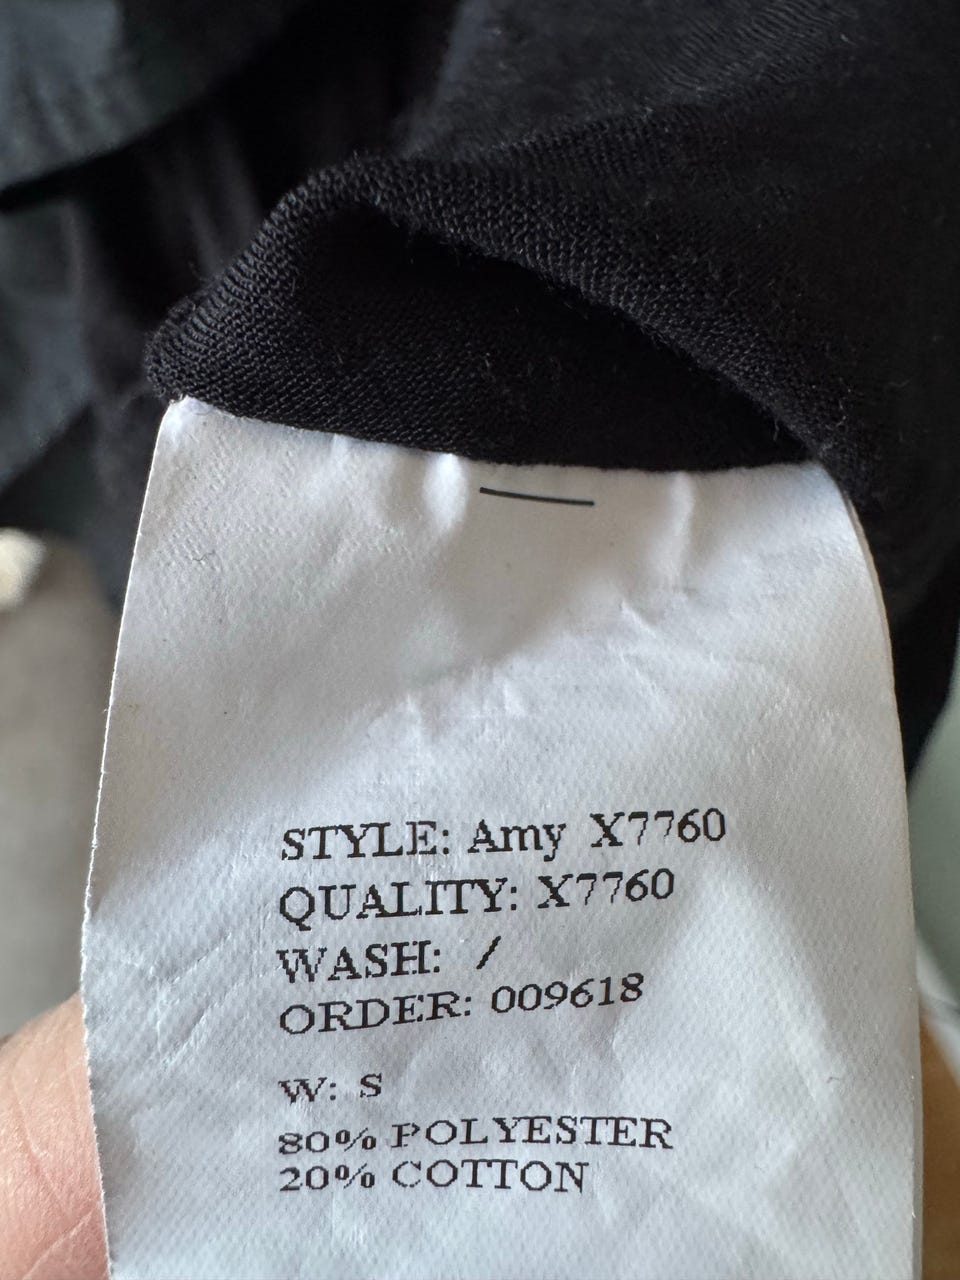 STYLE: Amy X7760
QUALITY: X7760
WASH: /
ORDER: 009618
W: S
80% POLYESTER
20% COTTON